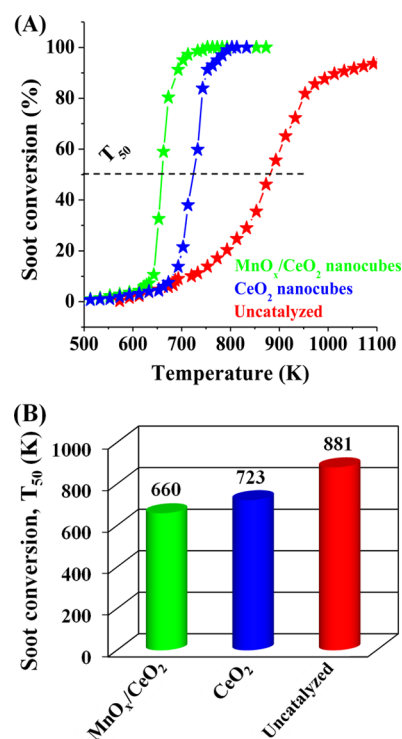 (A)
Soot conversion (%)
100
80
60
40
20
0
T50
MnOx/CeO2 nanocubes
CeO2 nanocubes
Uncatalyzed
500 600 700 800 900 1000 1100
Temperature (K)
(B)
Soot conversion, T50 (K)
1000
800
600
400
200
0
660
723
881
MnOx/CeO2
CeO2
Uncatalyzed